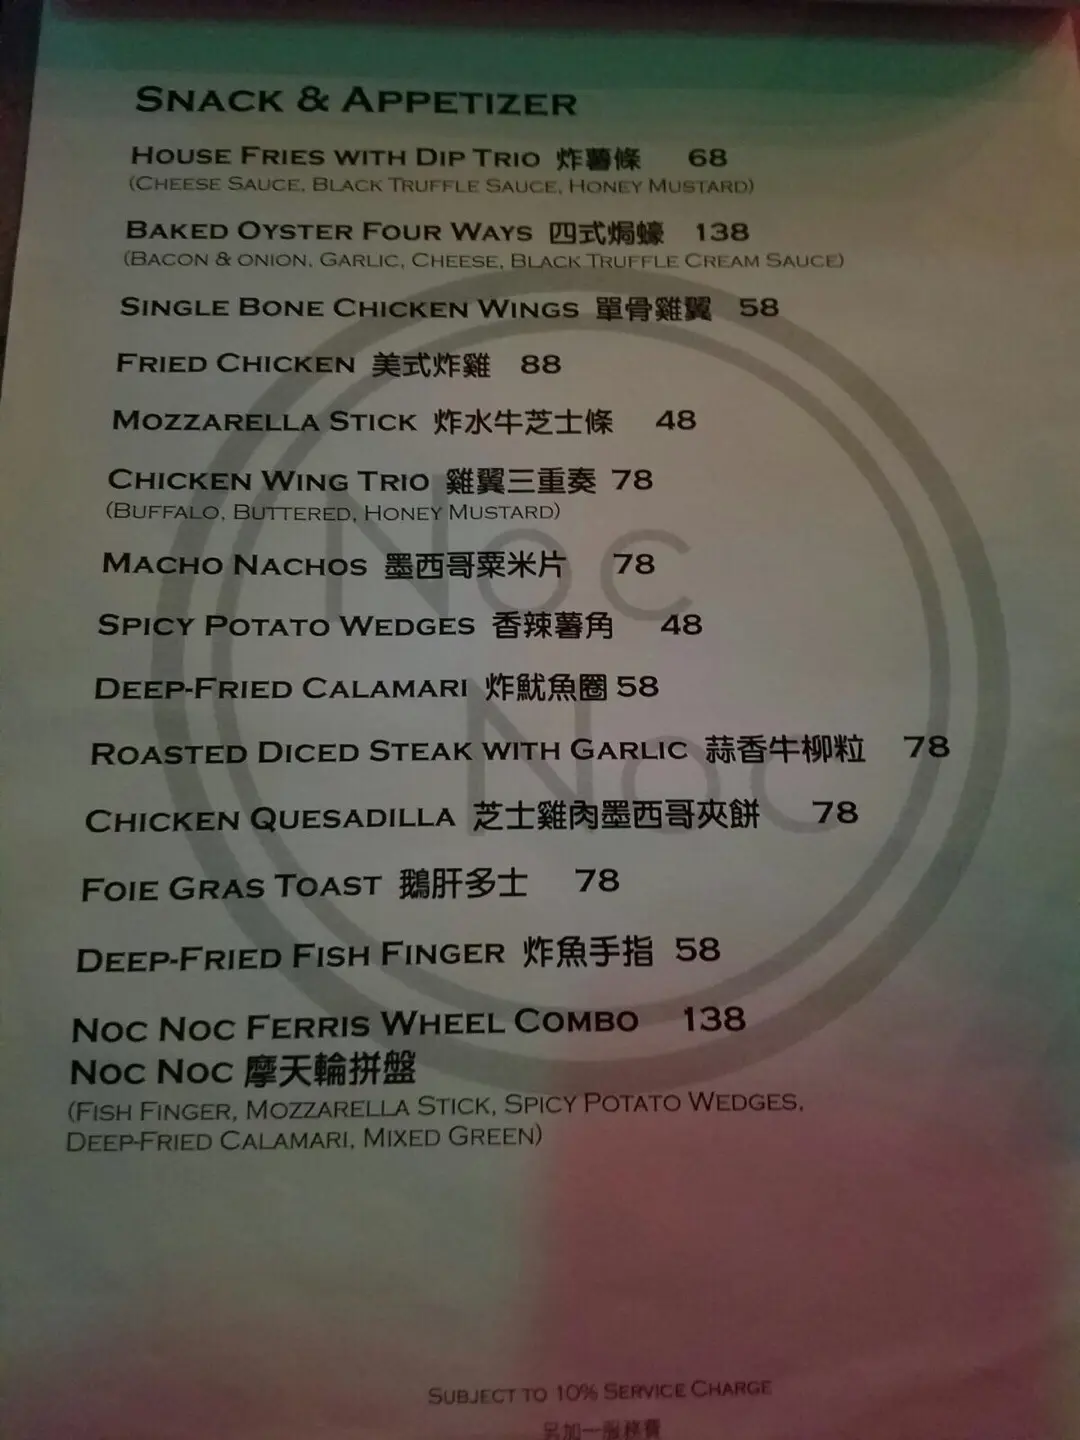 SNACK & APPETIZER
HOUSE FRIES WITH DIP TRIO 炸薯條 68
(CHEESE SAUCE, BLACK TRUFFLE SAUCE, HONEY MUSTARD)
BAKED OYSTER FOUR WAYS 四式焗蠔 138
(BACON & ONION, GARLIC, CHEESE, BLACK TRUFFLE CREAM SAUCE)
SINGLE BONE CHICKEN WINGS 單骨雞翼 58
FRIED CHICKEN 美式炸雞 88
MOZZARELLA STICK 炸水牛芝士條 48
CHICKEN WING TRIO 雞翼三重奏 78
(BUFFALO, BUTTERED, HONEY MUSTARD)
MACHO NACHOS 墨西哥粟米片 78
SPICY POTATO WEDGES 香辣薯角 48
DEEP-FRIED CALAMARI 炸魷魚圈 58
ROASTED DICED STEAK WITH GARLIC 蒜香牛柳粒 78
CHICKEN QUESADILLA 芝士雞肉墨西哥夾餅 78
FOIE GRAS TOAST 鵝肝多士 78
DEEP-FRIED FISH FINGER 炸魚手指 58
NOC NOC FERRIS WHEEL COMBO 138
NOC NOC 摩天輪拼盤
(FISH FINGER, MOZZARELLA STICK, SPICY POTATO WEDGES,
DEEP-FRIED CALAMARI, MIXED GREEN)
NOC
NOC
SUBJECT TO 10% SERVICE CHARGE
另加一服務費